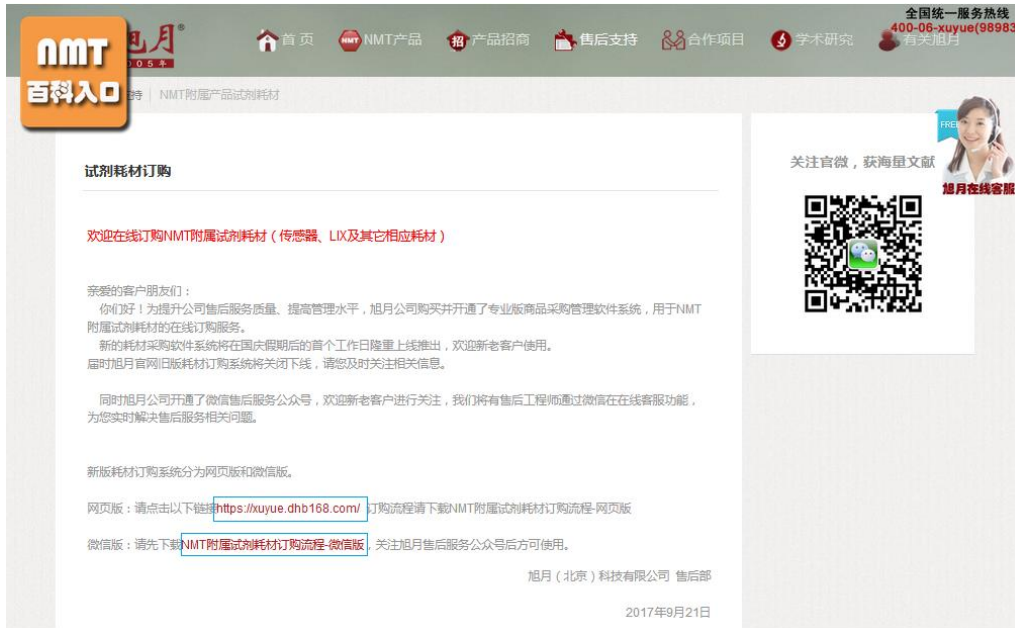 全国统一服务热线
400-06-xuyue(98983
NMT
百科入口
旭月®
005年
首页
NMT
NMT产品
招
产品招商
售后支持
合作项目
学术研究
有关旭月
持 | NMT附属产品试剂耗材
试剂耗材订购
欢迎在线订购NMT附属试剂耗材（传感器、LIX及其它相应耗材）
亲爱的客户朋友们：
你们好！为提升公司售后服务质量、提高管理水平，旭月公司购买并开通了专业版商品采购管理软件系统，用于NMT
附属试剂耗材的在线订购服务。
新的耗材采购软件系统将在国庆假期后的首个工作日隆重上线推出，欢迎新老客户使用。
届时旭月官网旧版耗材订购系统将关闭下线，请您及时关注相关信息。
同时旭月公司开通了微信售后服务公众号，欢迎新老客户进行关注，我们将有售后工程师通过微信在在线客服功能，
为您实时解决售后服务相关问题。
新版耗材订购系统分为网页版和微信版。
网页版：请点击以下链接https://xuyue.dhb168.com/ 订购流程请下载NMT附属试剂耗材订购流程-网页版
微信版：请先下载NMT附属试剂耗材订购流程-微信版，关注旭月售后服务公众号后方可使用。
旭月（北京）科技有限公司 售后部
2017年9月21日
关注官微，获海量文献
FREE
旭月在线客服